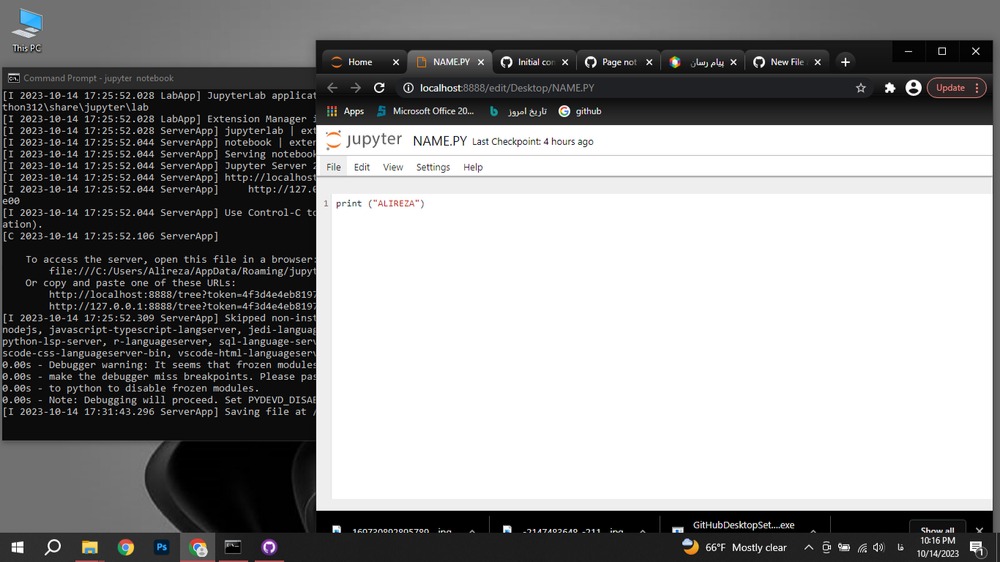 This PC
Command Prompt - jupyter notebook
[I 2023-10-14 17:25:52.028 LabApp] JupyterLab applicat
thon312\share\jupyter\lab
[I 2023-10-14 17:25:52.028 LabApp] Extension Manager i
[I 2023-10-14 17:25:52.030 ServerApp] jupyterlab | ext
[I 2023-10-14 17:25:52.044 ServerApp] notebook | exter
[I 2023-10-14 17:25:52.044 ServerApp] Serving notebook
[I 2023-10-14 17:25:52.044 ServerApp] Jupyter Server 2
[I 2023-10-14 17:25:52.044 ServerApp] http://localhost
[I 2023-10-14 17:25:52.044 ServerApp]     http://127.0
e00
[I 2023-10-14 17:25:52.044 ServerApp] Use Control-C to
ation).
[C 2023-10-14 17:25:52.106 ServerApp]
To access the server, open this file in a browser:
file:///C:/Users/Alireza/AppData/Roaming/jupyt
Or copy and paste one of these URLs:
http://localhost:8888/tree?token=4f3d4e4eb8197
http://127.0.0.1:8888/tree?token=4f3d4e4eb8197
[I 2023-10-14 17:25:52.309 ServerApp] Skipped non-inst
nodejs, javascript-typescript-langserver, jedi-languag
python-lsp-server, r-languageserver, sql-language-serv
scode-css-languageserver-bin, vscode-html-languageserv
0.00s - Debugger warning: It seems that frozen modules
0.00s - make the debugger miss breakpoints. Please pas
0.00s - to python to disable frozen modules.
0.00s - Note: Debugging will proceed. Set PYDEVD_DISAB
[I 2023-10-14 17:31:43.296 ServerApp] Saving file at /
Home NAME.PY Initial con Page not پیام رسان New File
localhost:8888/edit/Desktop/NAME.PY Update
Apps Microsoft Office 20... تاریخ امروز github
jupyter NAME.PY Last Checkpoint: 4 hours ago
File Edit View Settings Help
1 print ("ALIREZA")
169730892895789....jpg -2147483648_-211....jpg GitHubDesktopSet....exe Show all
Ps 66°F Mostly clear فا 10:16 PM
10/14/2023 1